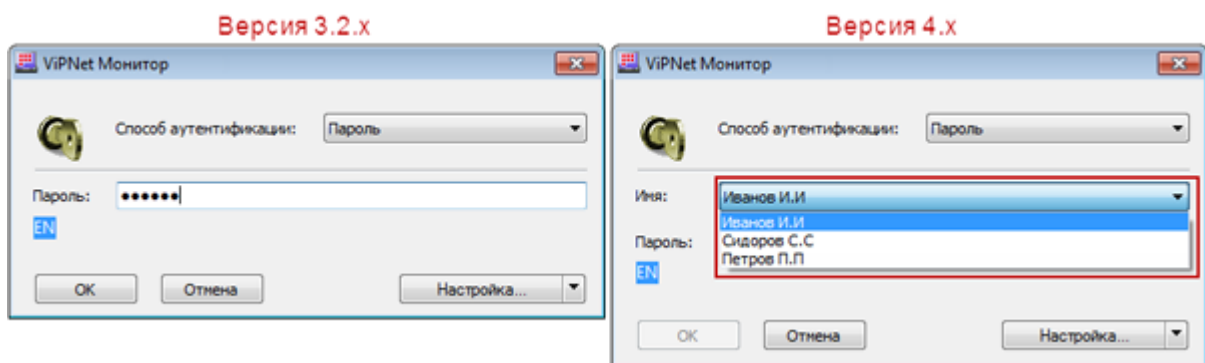 Версия 3.2.x
ViPNet Монитор
Способ аутентификации: Пароль
Пароль: ●●●●●●
EN
OK Отмена Настройка...
Версия 4.x
ViPNet Монитор
Способ аутентификации: Пароль
Имя: Иванов И.И
Иванов И.И
Сидоров С.С
Пароль:
Петров П.П
EN
OK Отмена Настройка...